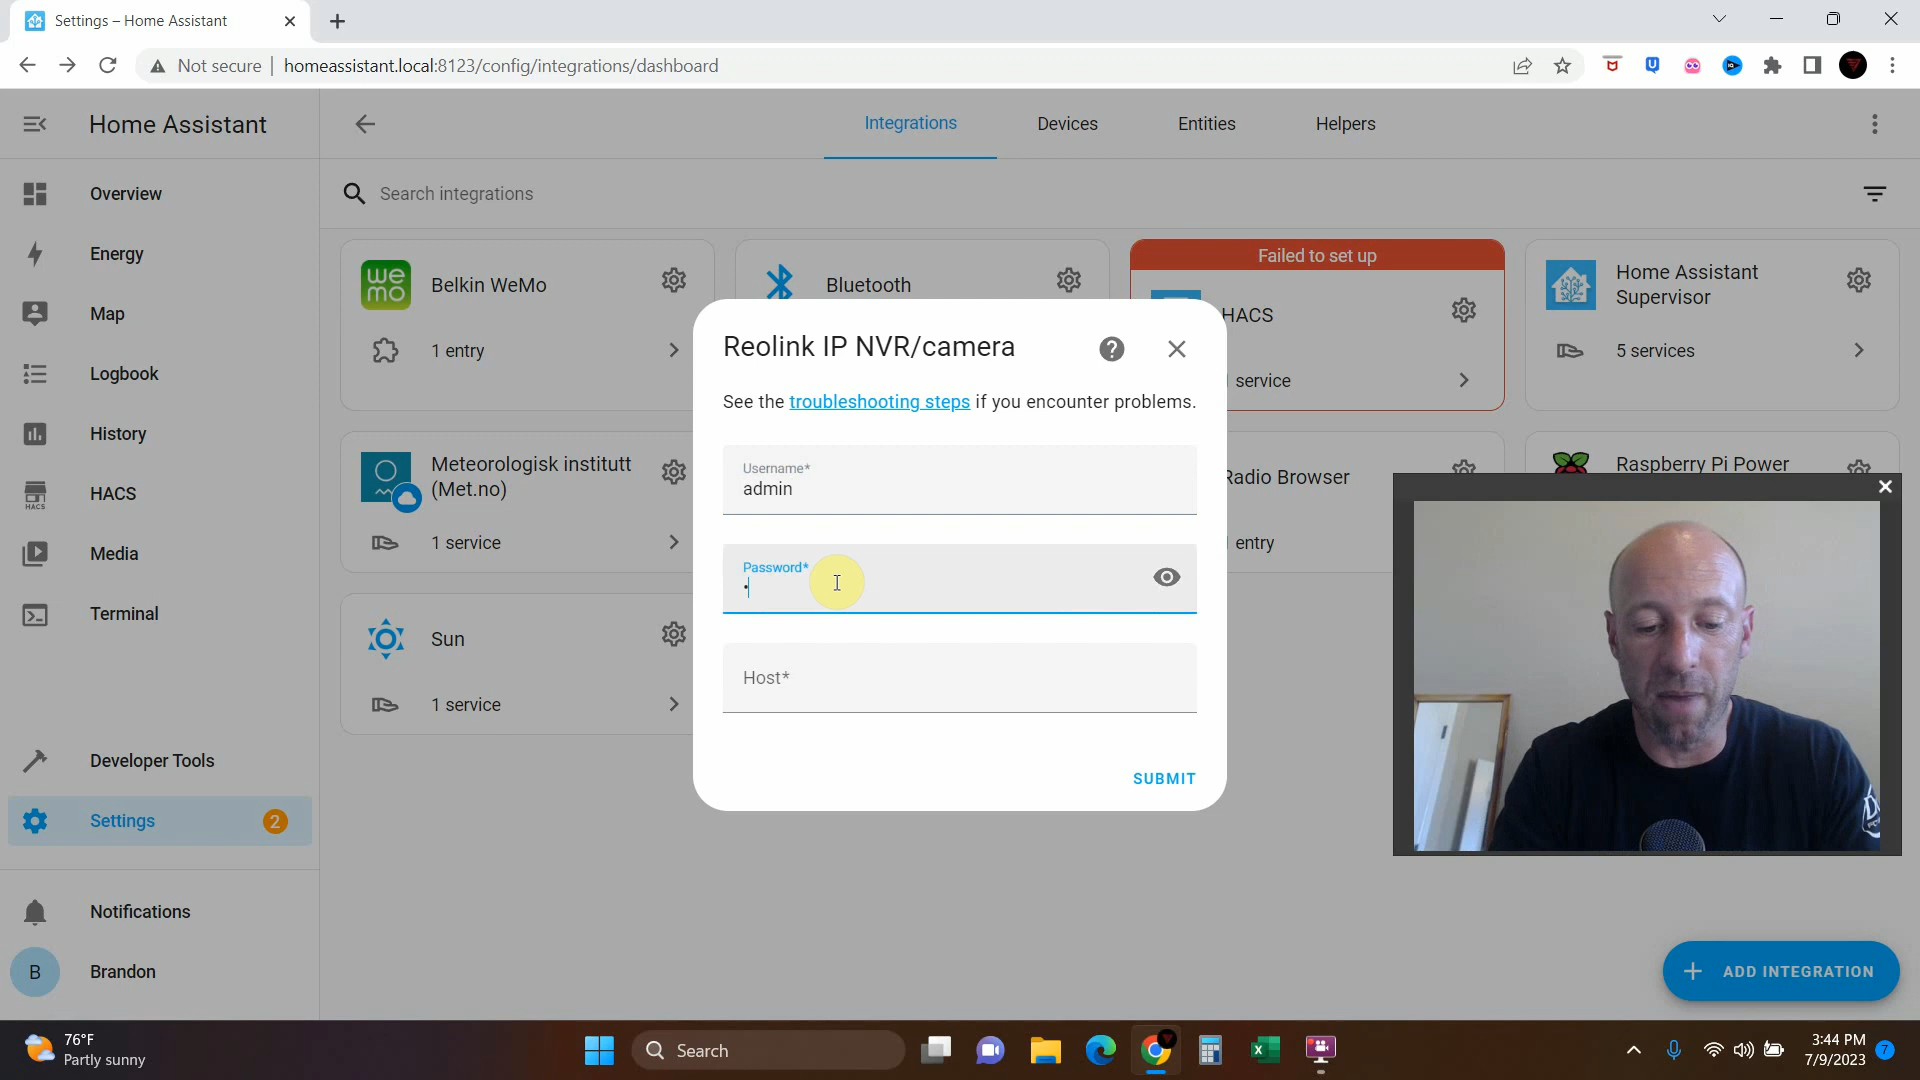 Settings – Home Assistant
Not secure
homeassistant.local:8123/config/integrations/dashboard
Home Assistant
Integrations
Devices
Entities
Helpers
Overview
Energy
Map
Logbook
History
HACS
HACS
Media
Terminal
Developer Tools
Settings
2
Notifications
B
Brandon
Search integrations
we
mo
Belkin WeMo
1 entry
Bluetooth
Failed to set up
HACS
service
Home Assistant
Supervisor
5 services
Meteorologisk institutt
(Met.no)
1 service
Radio Browser
entry
Raspberry Pi Power
Sun
1 service
Reolink IP NVR/camera
See the troubleshooting steps if you encounter problems.
Username*
admin
Password*
Host*
SUBMIT
ADD INTEGRATION
76°F
Partly sunny
Search
3:44 PM
7/9/2023
7